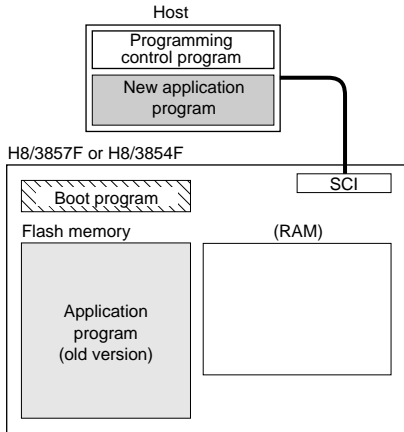 Host
Programming
control program
New application
program
H8/3857F or H8/3854F
SCI
Boot program
Flash memory
(RAM)
Application
program
(old version)